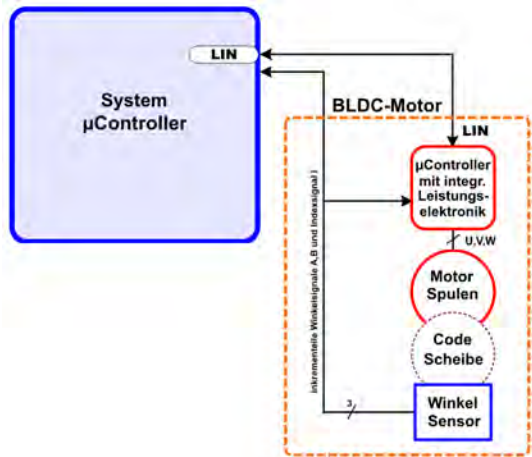 LIN
System
µController
BLDC-Motor
LIN
µController
mit integr.
Leistungs-
elektronik
U,V,W
Motor
Spulen
Code
Scheibe
Winkel
Sensor
3
inkrementelle Winkelsignale A,B und Indexsignal I